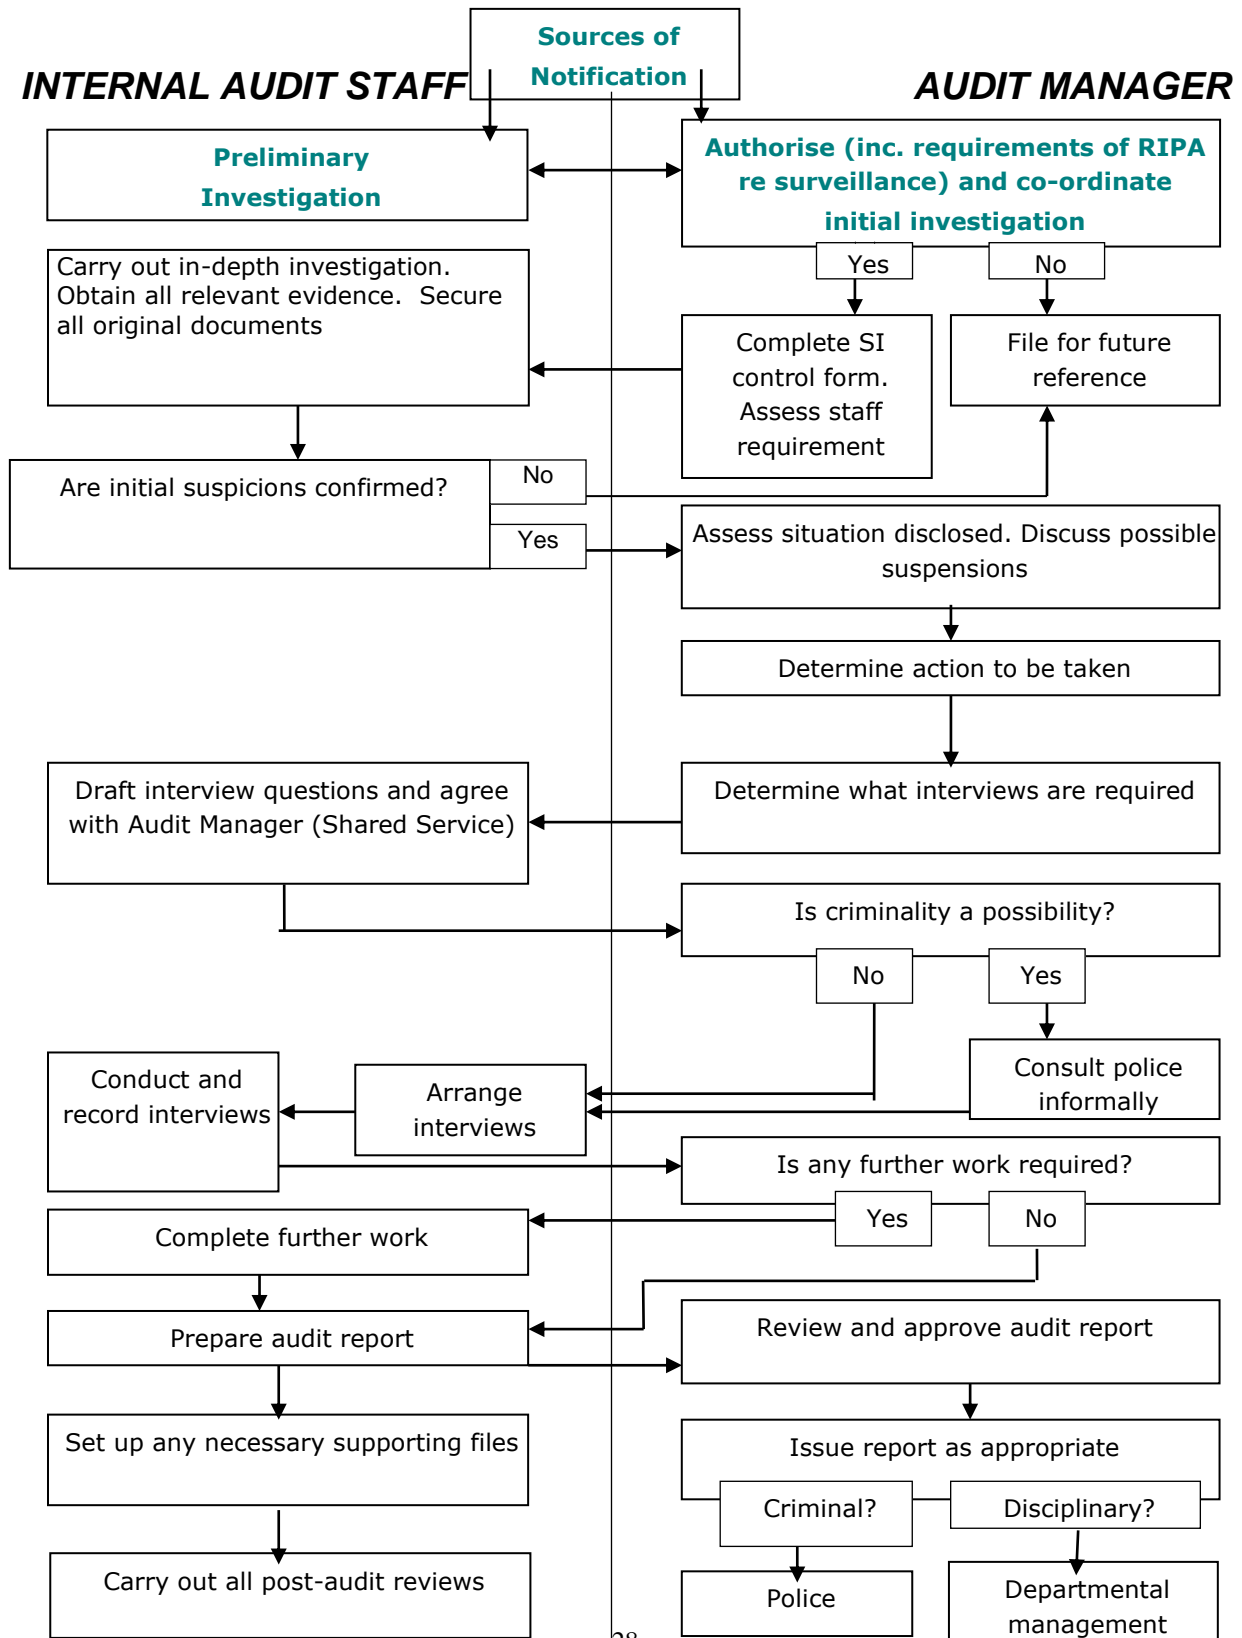 Sources of
Notification
INTERNAL AUDIT STAFF
AUDIT MANAGER
Preliminary
Investigation
Authorise (inc. requirements of RIPA
re surveillance) and co-ordinate
initial investigation
Yes
No
Carry out in-depth investigation.
Obtain all relevant evidence.  Secure
all original documents
Complete SI
control form.
Assess staff
requirement
File for future
reference
Are initial suspicions confirmed?
No
Yes
Assess situation disclosed. Discuss possible
suspensions
Determine action to be taken
Draft interview questions and agree
with Audit Manager (Shared Service)
Determine what interviews are required
Is criminality a possibility?
No
Yes
Conduct and
record interviews
Arrange
interviews
Consult police
informally
Is any further work required?
Yes
No
Complete further work
Prepare audit report
Review and approve audit report
Set up any necessary supporting files
Issue report as appropriate
Criminal?
Disciplinary?
Carry out all post-audit reviews
Police
Departmental
management
28